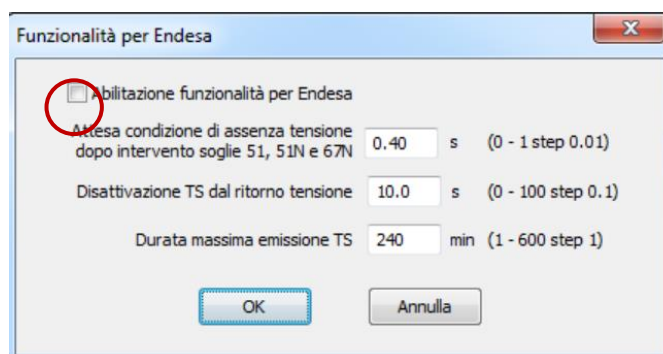 Funzionalità per Endesa
Abilitazione funzionalità per Endesa
Attesa condizione di assenza tensione
dopo intervento soglie 51, 51N e 67N
0.40 s (0 - 1 step 0.01)
Disattivazione TS dal ritorno tensione 10.0 s (0 - 100 step 0.1)
Durata massima emissione TS 240 min (1 - 600 step 1)
OK Annulla